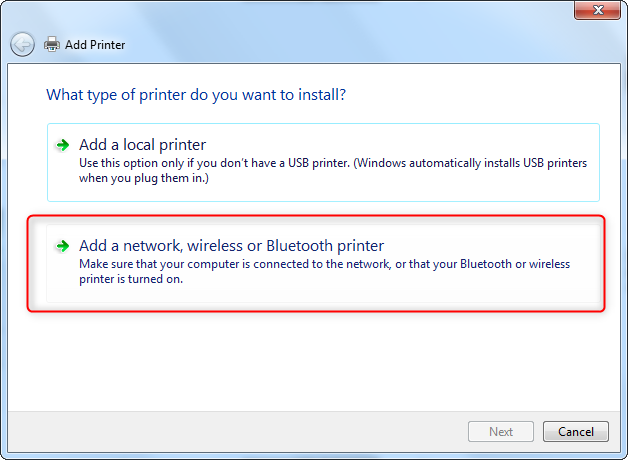 Add Printer
What type of printer do you want to install?
Add a local printer
Use this option only if you don't have a USB printer. (Windows automatically installs USB printers
when you plug them in.)
Add a network, wireless or Bluetooth printer
Make sure that your computer is connected to the network, or that your Bluetooth or wireless
printer is turned on.
Next
Cancel